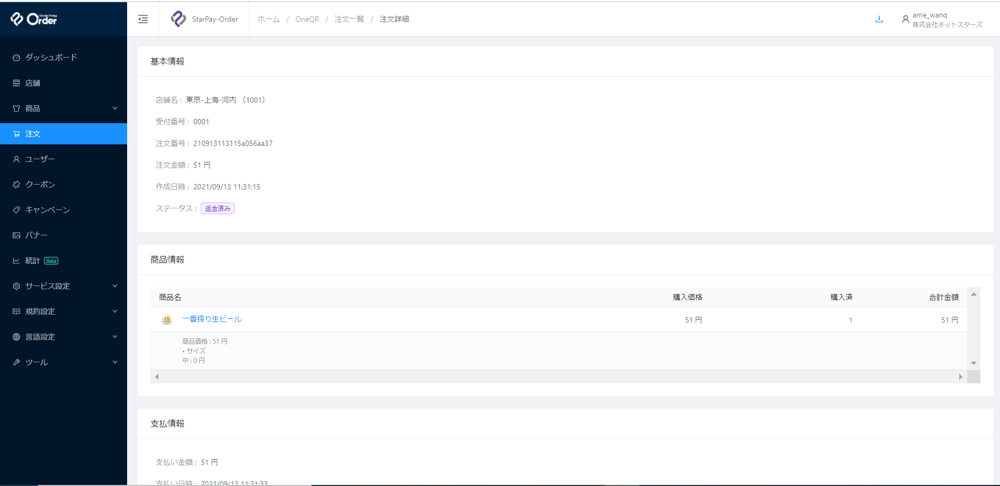 StarPay
Order
StarPay-Order
ホーム / OneQR / 注文一覧 / 注文詳細
ame_wang
株式会社ネットスターズ
ダッシュボード
店舗
商品
注文
ユーザー
クーポン
キャンペーン
バナー
統計 Beta
サービス設定
規約設定
言語設定
ツール
基本情報
店舗名 : 東京-上海-河内 （1001）
受付番号 : 0001
注文番号 : 210913113115a056aa37
注文金額 : 51 円
作成日時 : 2021/09/13 11:31:15
ステータス : 返金済み
商品情報
商品名 購入価格 購入済 合計金額
一番搾り生ビール 51 円 1 51 円
商品価格 : 51 円
• サイズ
中 : 0 円
支払情報
支払い金額 : 51 円
支払い日時 : 2021/09/13 11:31:33